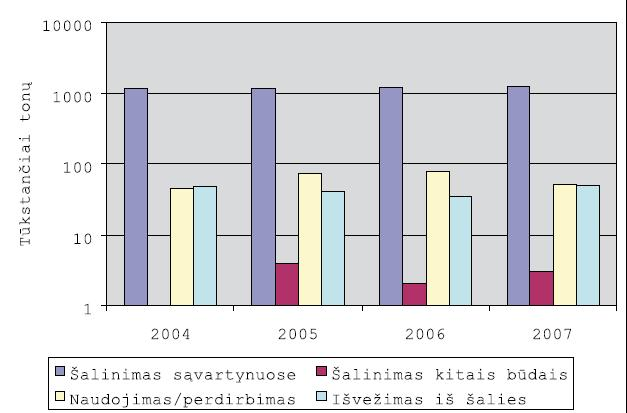 10000
1000
100
10
1
Tūkstančiai tonų
2004 2005 2006 2007
Šalinimas sąvartynuose Šalinimas kitais būdais
Naudojimas/perdirbimas Išvežimas iš šalies